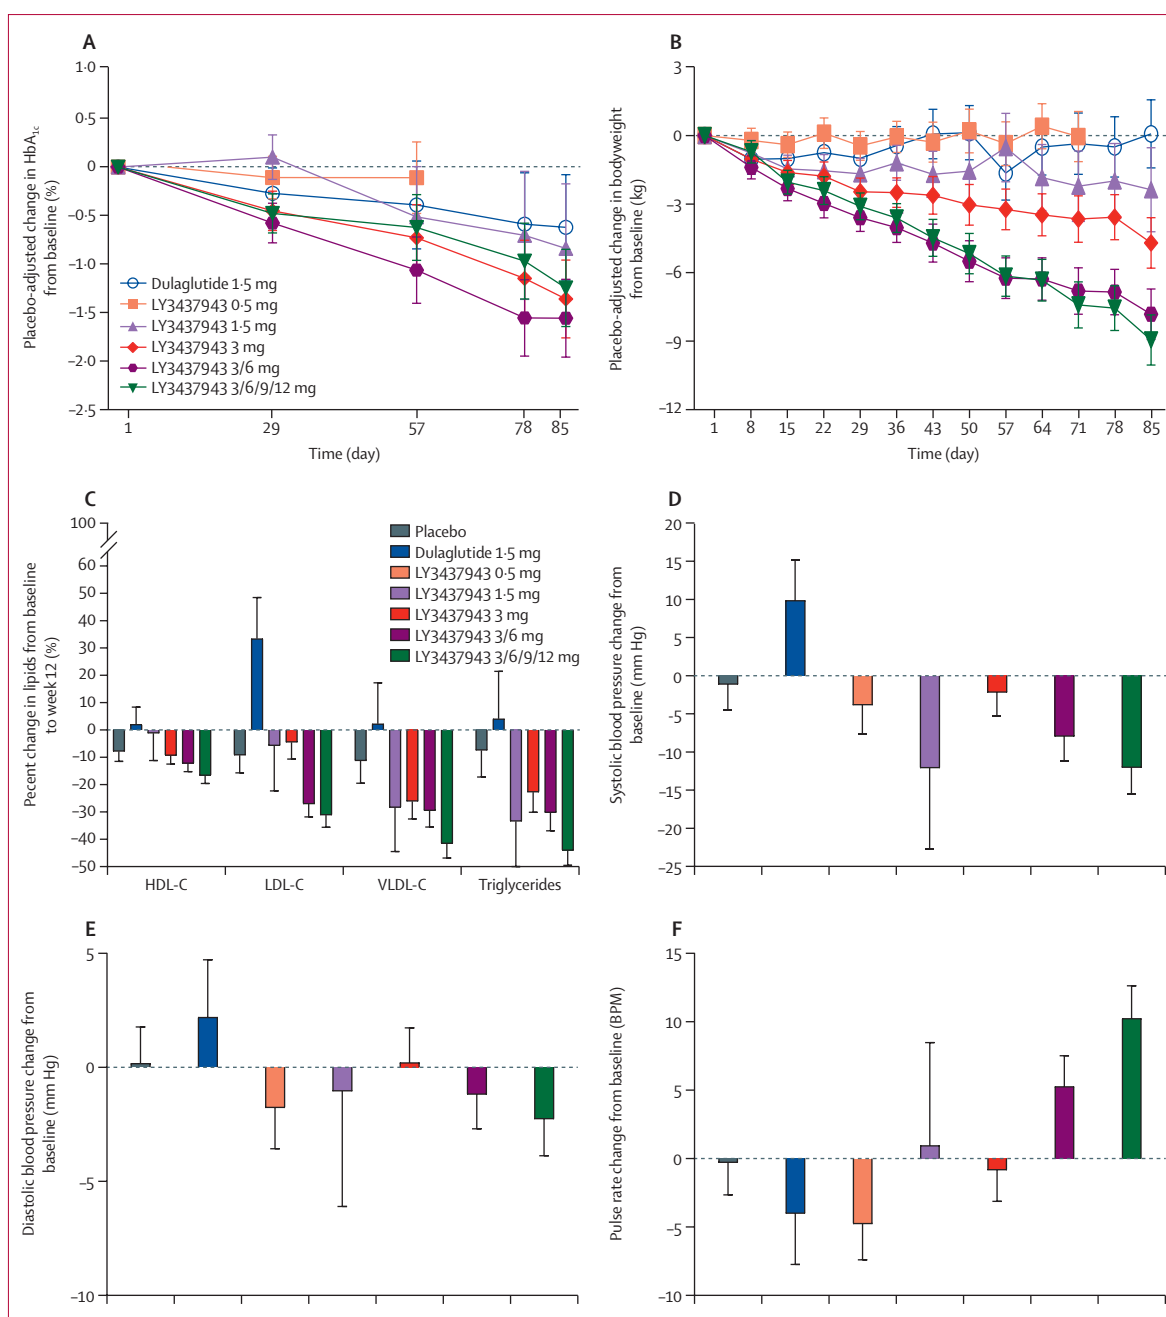 A
Placebo-adjusted change in HbA1c
from baseline (%)
1·0
0·5
0
−0·5
−1·0
−1·5
−2·0
−2·5
Dulaglutide 1·5 mg
LY3437943 0·5 mg
LY3437943 1·5 mg
LY3437943 3 mg
LY3437943 3/6 mg
LY3437943 3/6/9/12 mg
1 29 57 78 85
Time (day)
B
Placebo-adjusted change in bodyweight
from baseline (kg)
3
0
−3
−6
−9
−12
1 8 15 22 29 36 43 50 57 64 71 78 85
Time (day)
C
Pecent change in lipids from baseline
to week 12 (%)
100
60
50
40
30
20
10
0
−10
−20
−30
−40
−50
Placebo
Dulaglutide 1·5 mg
LY3437943 0·5 mg
LY3437943 1·5 mg
LY3437943 3 mg
LY3437943 3/6 mg
LY3437943 3/6/9/12 mg
HDL-C LDL-C VLDL-C Triglycerides
D
Systolic blood pressure change from
baseline (mm Hg)
20
15
10
5
0
−5
−10
−15
−20
−25
E
Diastolic blood pressure change from
baseline (mm Hg)
5
0
−5
−10
F
Pulse rate change from baseline (BPM)
15
10
5
0
−5
−10